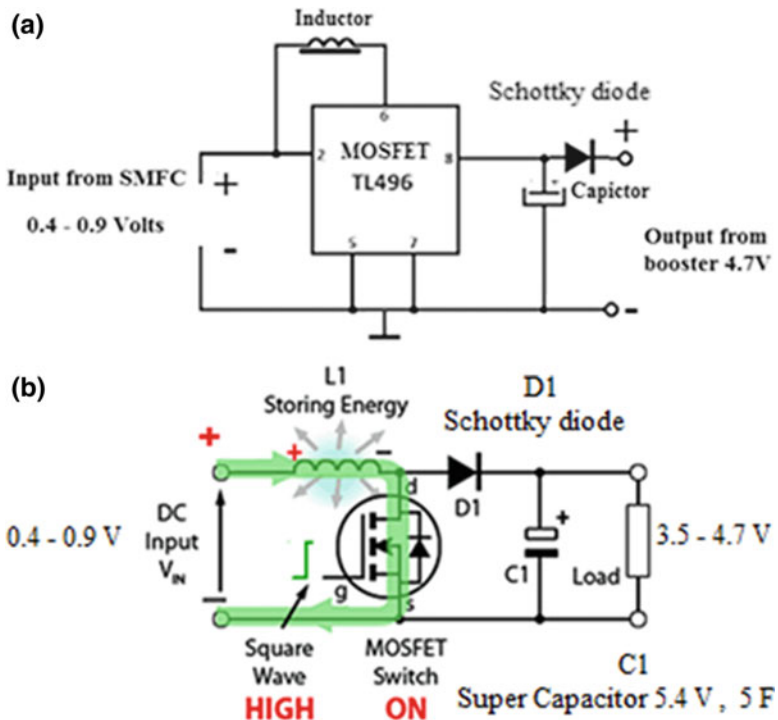 (a)
Inductor
6
Schottky diode
+
2
MOSFET
8
TL496
Input from SMFC
+
0.4 - 0.9 Volts
-
+
Capictor
5
7
Output from
booster 4.7V
-
(b)
L1
Storing Energy
D1
Schottky diode
+
+
-
d
D1
0.4 - 0.9 V
DC
Input
VIN
+
3.5 - 4.7 V
C1
Load
g
s
-
Square
Wave
HIGH
MOSFET
Switch
ON
C1
Super Capacitor 5.4 V , 5 F